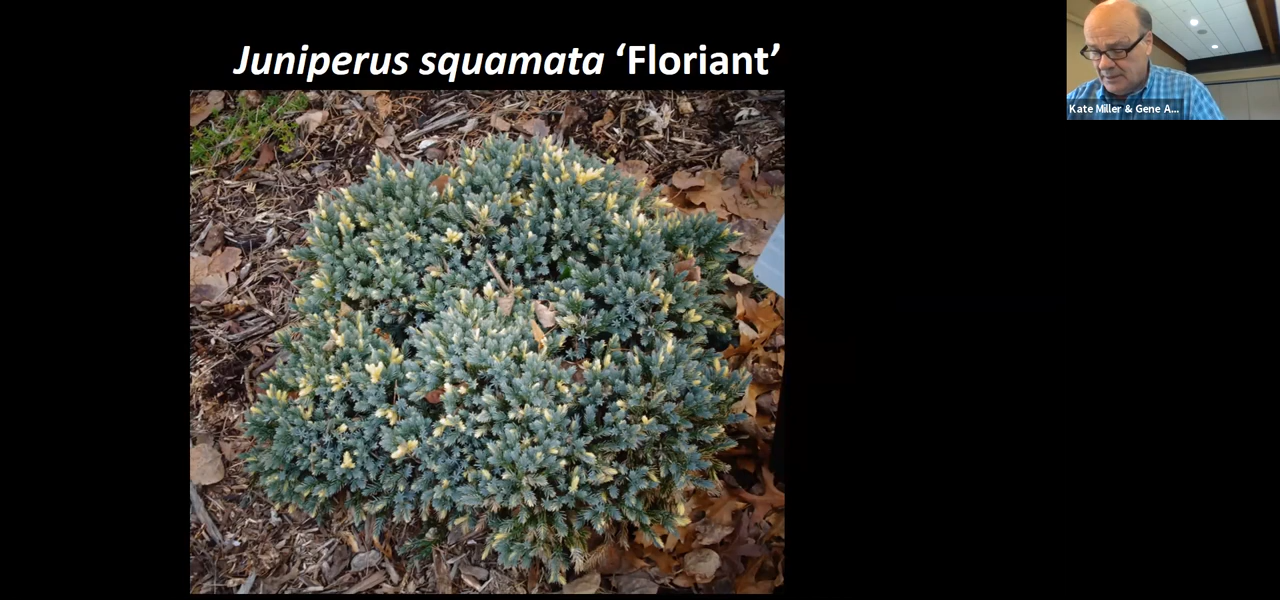 Juniperus squamata ‘Floriant’
Kate Miller & Gene A...